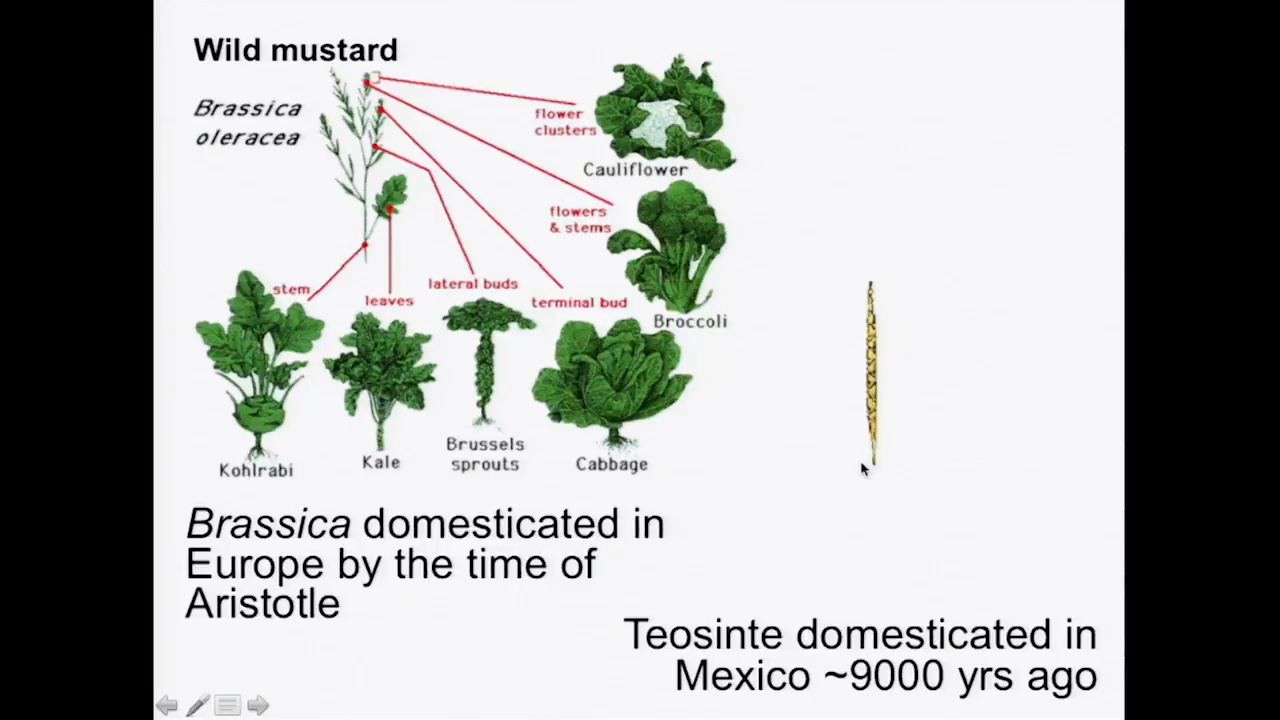 Wild mustard
Brassica
oleracea
flower
clusters
Cauliflower
flowers
& stems
Broccoli
stem
leaves
lateral buds
terminal bud
Kohlrabi
Kale
Brussels
sprouts
Cabbage
Brassica domesticated in
Europe by the time of
Aristotle
Teosinte domesticated in
Mexico ~9000 yrs ago